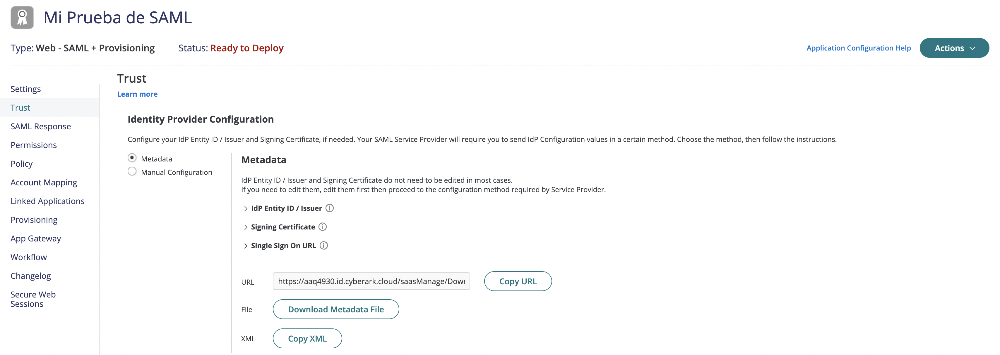 Mi Prueba de SAML
Type: Web - SAML + Provisioning Status: Ready to Deploy
Application Configuration Help
Actions
Settings
Trust
SAML Response
Permissions
Policy
Account Mapping
Linked Applications
Provisioning
App Gateway
Workflow
Changelog
Secure Web
Sessions
Trust
Learn more
Identity Provider Configuration
Configure your IdP Entity ID / Issuer and Signing Certificate, if needed. Your SAML Service Provider will require you to send IdP Configuration values in a certain method. Choose the method, then follow the instructions.
Metadata
Manual Configuration
Metadata
IdP Entity ID / Issuer and Signing Certificate do not need to be edited in most cases.
If you need to edit them, edit them first then proceed to the configuration method required by Service Provider.
IdP Entity ID / Issuer
Signing Certificate
Single Sign On URL
URL https://aaq4930.id.cyberark.cloud/saasManage/Down Copy URL
File Download Metadata File
XML Copy XML